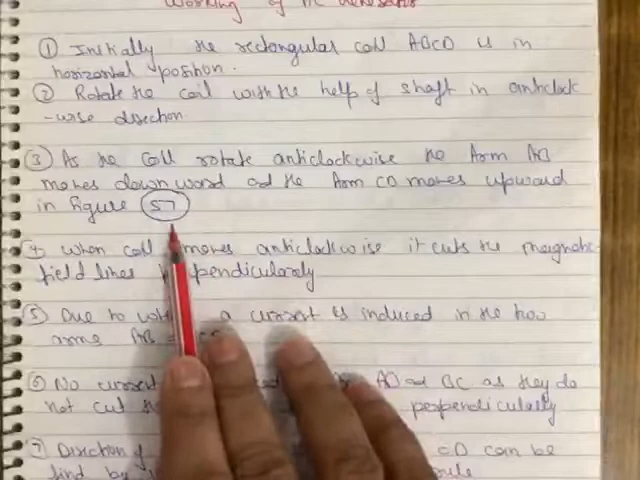 Working of AC Generator
① Initially the rectangular coil ABCD is in
horizontal position.
② Rotate the coil with the help of shaft in anticlock
-wise direction
③ As the coil rotate anticlockwise the Arm AB
moves downward and the Arm CD moves upward
in figure 57
④ When coil moves anticlockwise it cuts the magnetic
field lines perpendicularly
⑤ Due to a current is induced in the two
arms AB
⑥ No current AD and BC as they do
not cut the perpendicularly
⑦ Direction of CD can be
find by rule